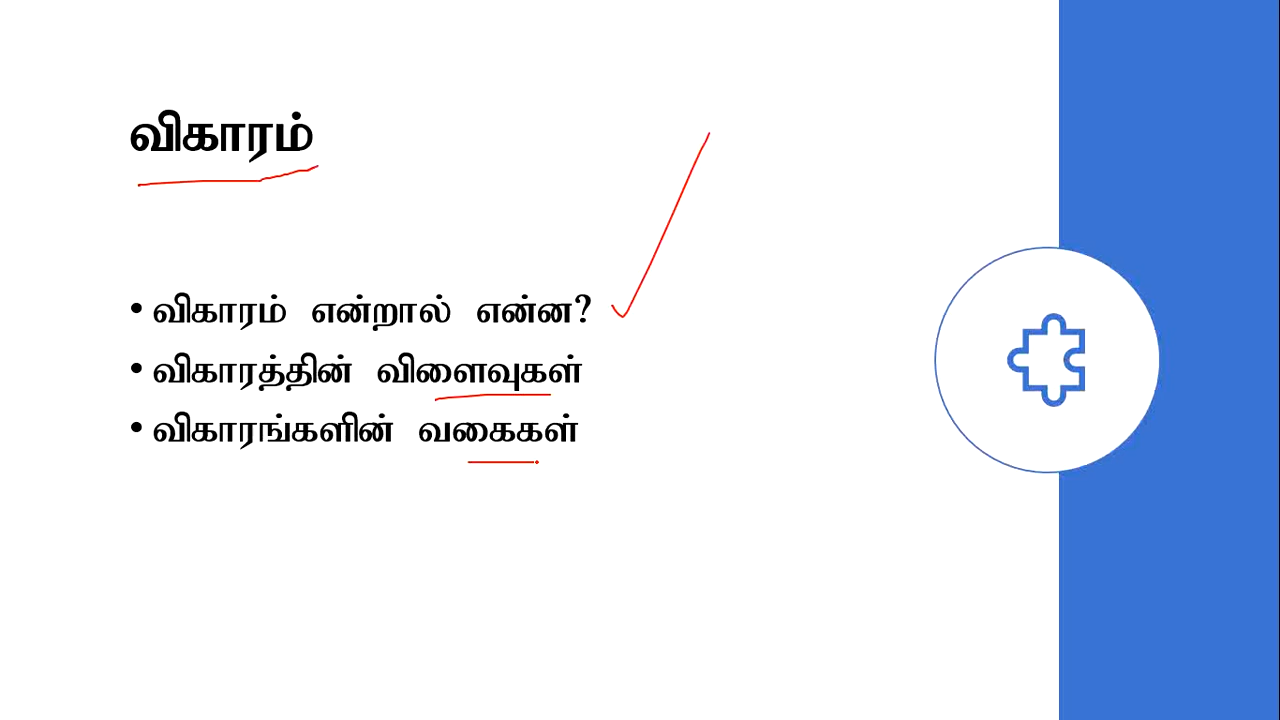 விகாரம்
• விகாரம் என்றால் என்ன?
• விகாரத்தின் விளைவுகள்
• விகாரங்களின் வகைகள்